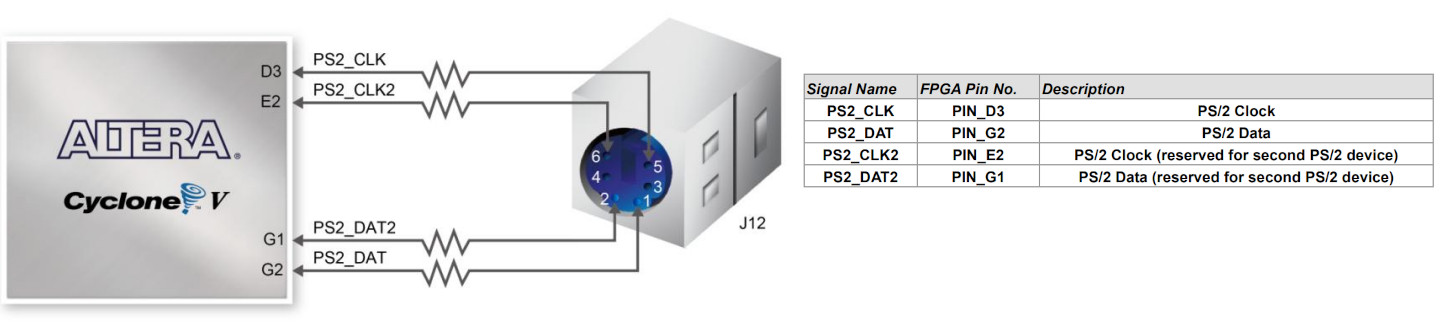 PS2_CLK
D3
PS2_CLK2
E2
ALTERA.
Cyclone V
™
PS2_DAT2
G1
PS2_DAT
G2
6
5
4
3
2
1
J12
Signal Name FPGA Pin No. Description
PS2_CLK PIN_D3 PS/2 Clock
PS2_DAT PIN_G2 PS/2 Data
PS2_CLK2 PIN_E2 PS/2 Clock (reserved for second PS/2 device)
PS2_DAT2 PIN_G1 PS/2 Data (reserved for second PS/2 device)